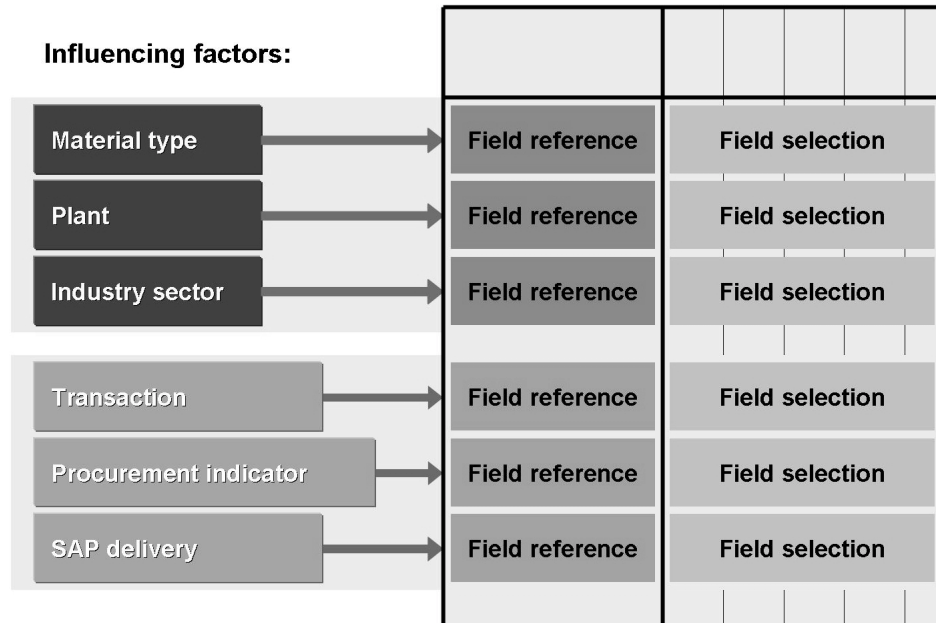 Influencing factors:
Material type
Field reference
Field selection
Plant
Field reference
Field selection
Industry sector
Field reference
Field selection
Transaction
Field reference
Field selection
Procurement indicator
Field reference
Field selection
SAP delivery
Field reference
Field selection